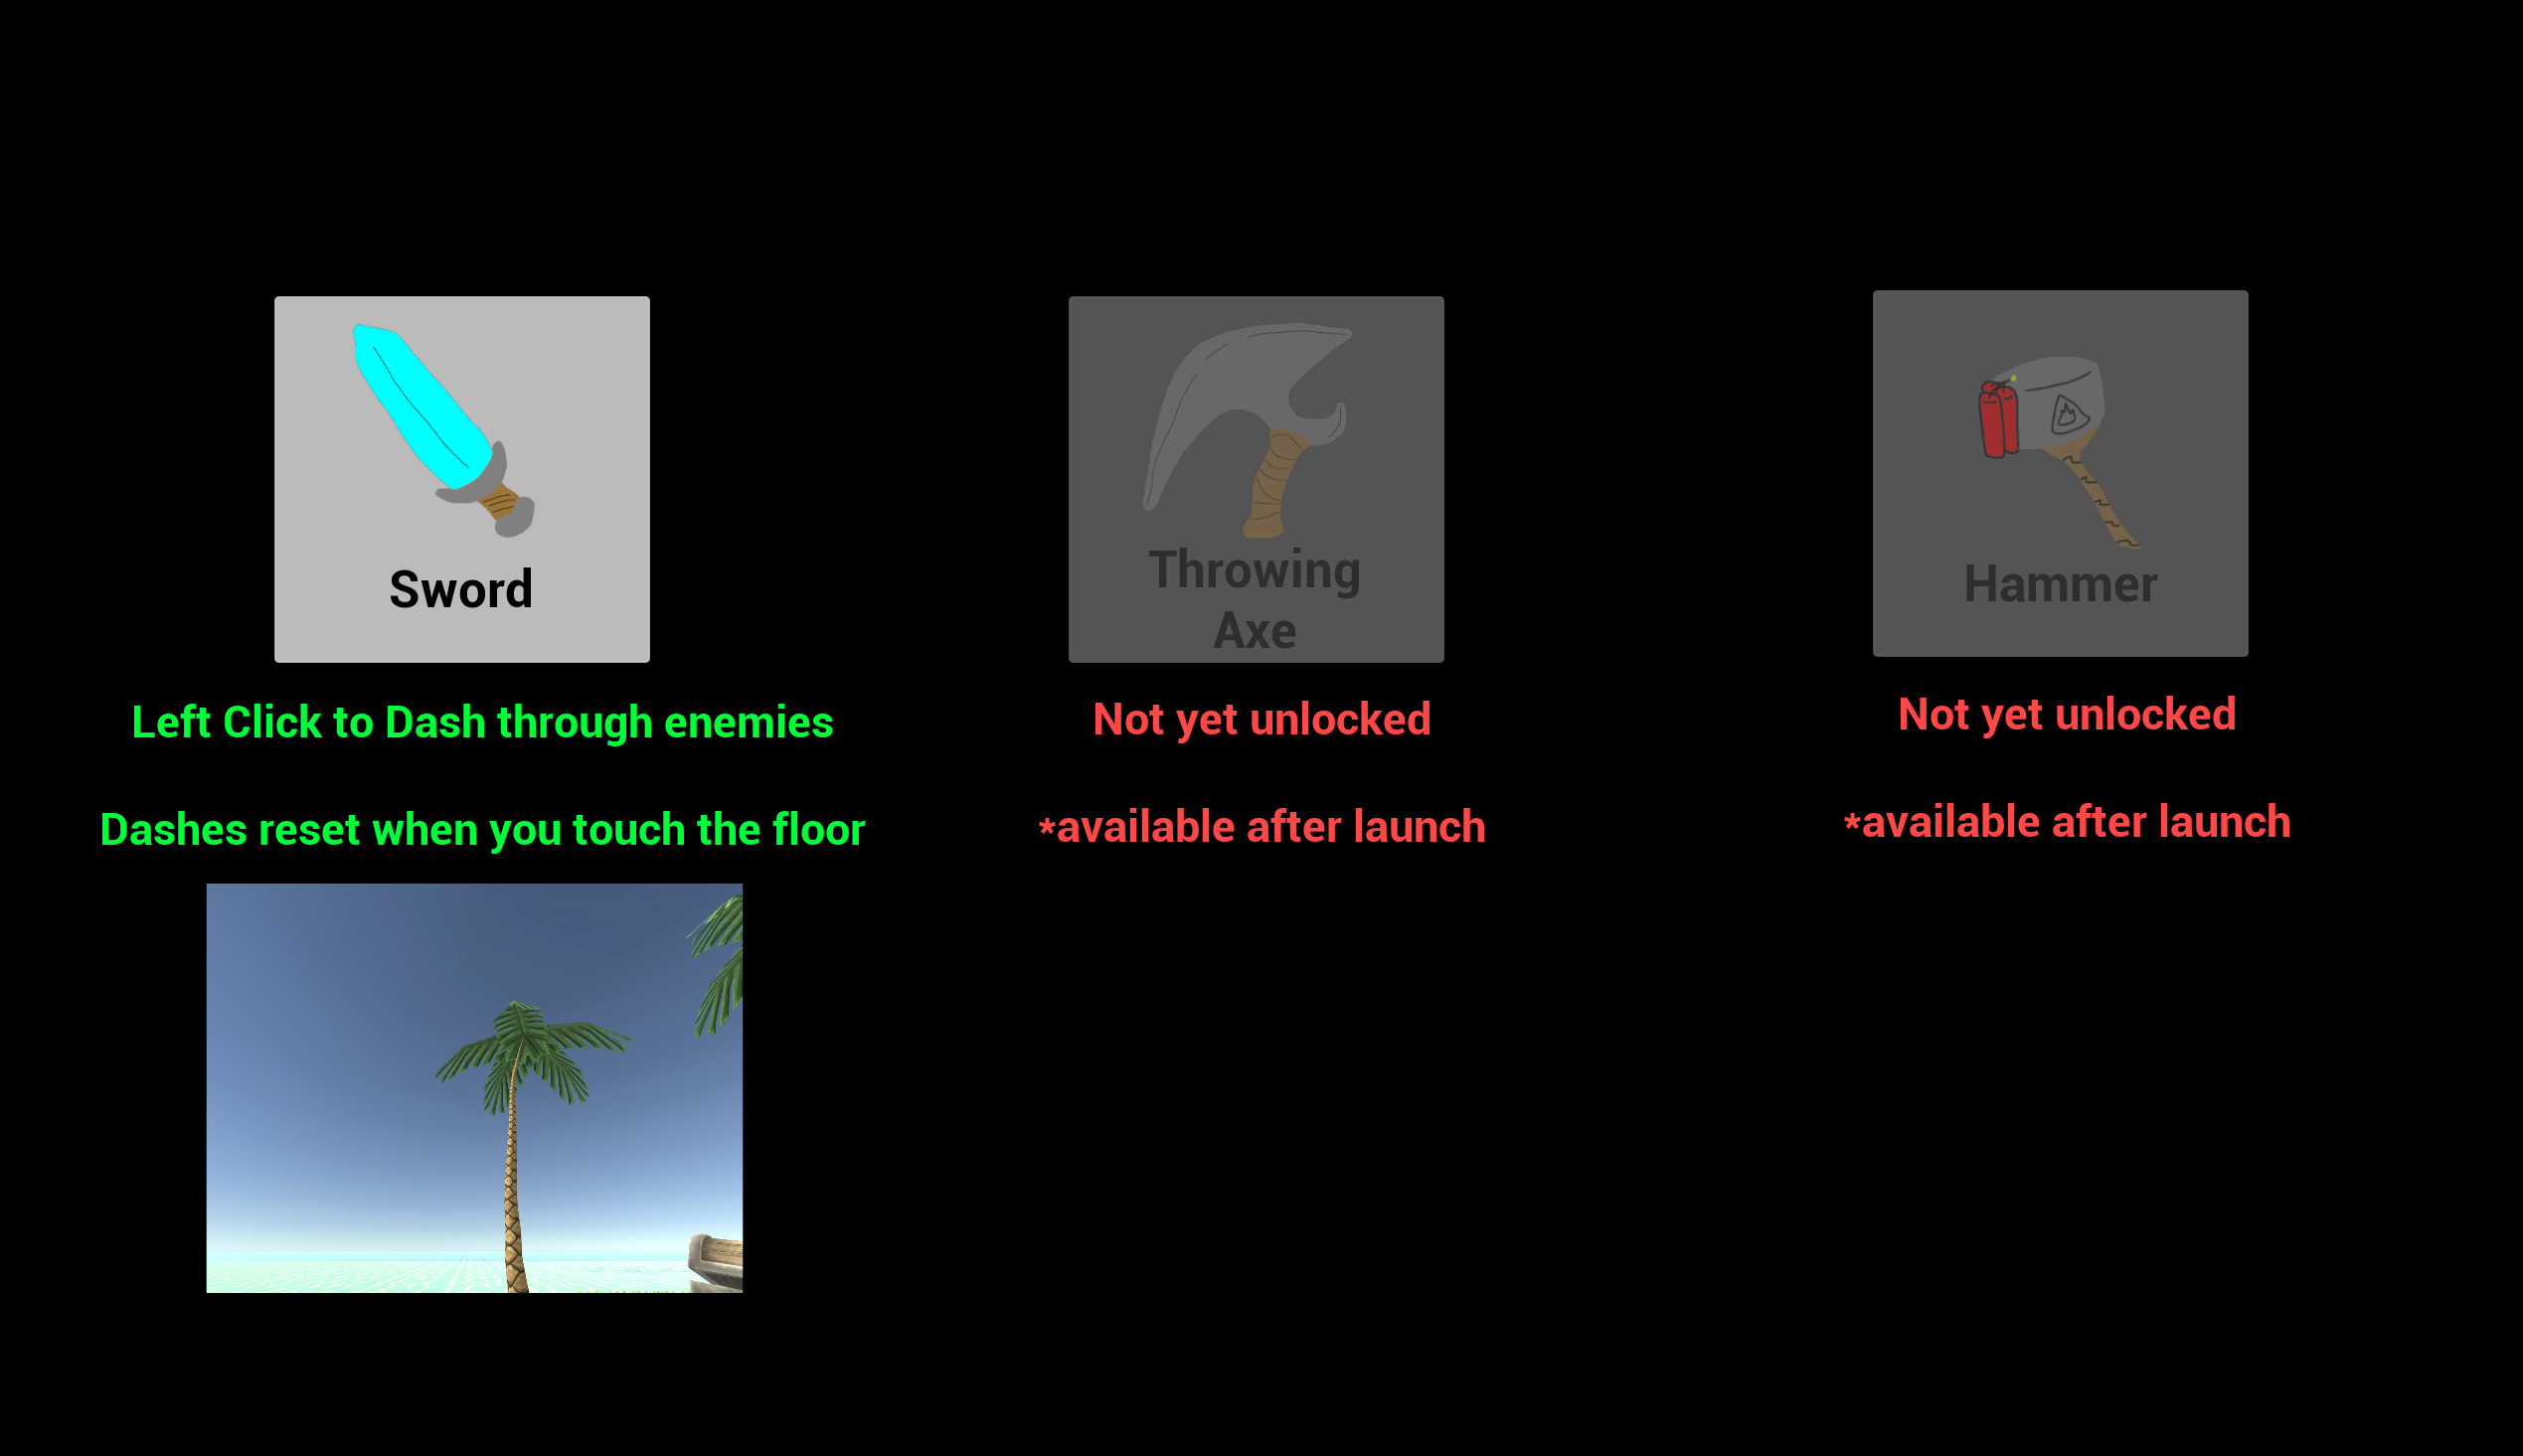 Sword
Left Click to Dash through enemies
Dashes reset when you touch the floor
Throwing
Axe
Not yet unlocked
*available after launch
Hammer
Not yet unlocked
*available after launch